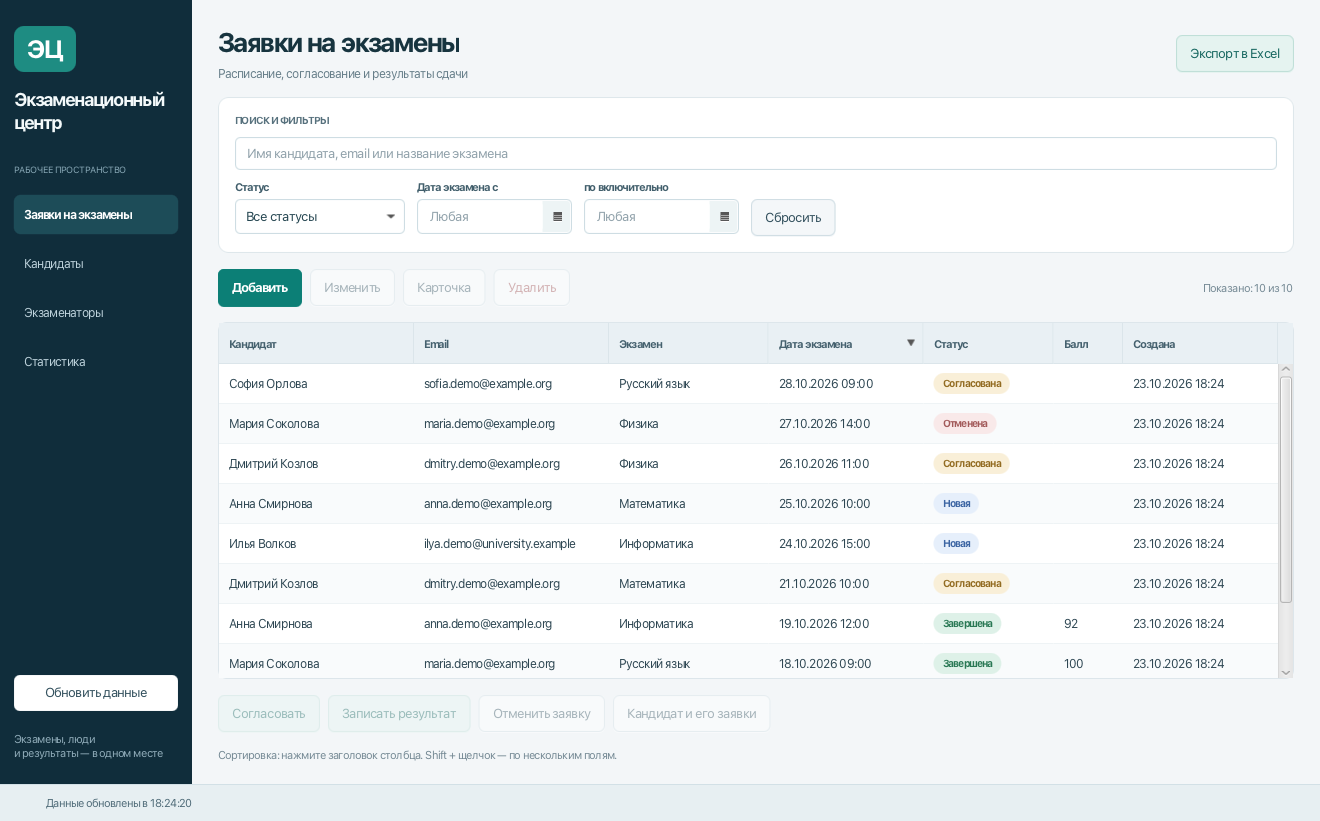 ЭЦ
Экзаменационный
центр
РАБОЧЕЕ ПРОСТРАНСТВО
Заявки на экзамены
Кандидаты
Экзаменаторы
Статистика
Обновить данные
Экзамены, люди
и результаты — в одном месте
Заявки на экзамены
Расписание, согласование и результаты сдачи
Экспорт в Excel
ПОИСК И ФИЛЬТРЫ
Имя кандидата, email или название экзамена
Статус Дата экзамена с по включительно
Все статусы Любая Любая Сбросить
Добавить Изменить Карточка Удалить Показано: 10 из 10
Кандидат Email Экзамен Дата экзамена Статус Балл Создана
София Орлова sofia.demo@example.org Русский язык 28.10.2026 09:00 Согласована 23.10.2026 18:24
Мария Соколова maria.demo@example.org Физика 27.10.2026 14:00 Отменена 23.10.2026 18:24
Дмитрий Козлов dmitry.demo@example.org Физика 26.10.2026 11:00 Согласована 23.10.2026 18:24
Анна Смирнова anna.demo@example.org Математика 25.10.2026 10:00 Новая 23.10.2026 18:24
Илья Волков ilya.demo@university.example Информатика 24.10.2026 15:00 Новая 23.10.2026 18:24
Дмитрий Козлов dmitry.demo@example.org Математика 21.10.2026 10:00 Согласована 23.10.2026 18:24
Анна Смирнова anna.demo@example.org Информатика 19.10.2026 12:00 Завершена 92 23.10.2026 18:24
Мария Соколова maria.demo@example.org Русский язык 18.10.2026 09:00 Завершена 100 23.10.2026 18:24
Согласовать Записать результат Отменить заявку Кандидат и его заявки
Сортировка: нажмите заголовок столбца. Shift + щелчок — по нескольким полям.
Данные обновлены в 18:24:20